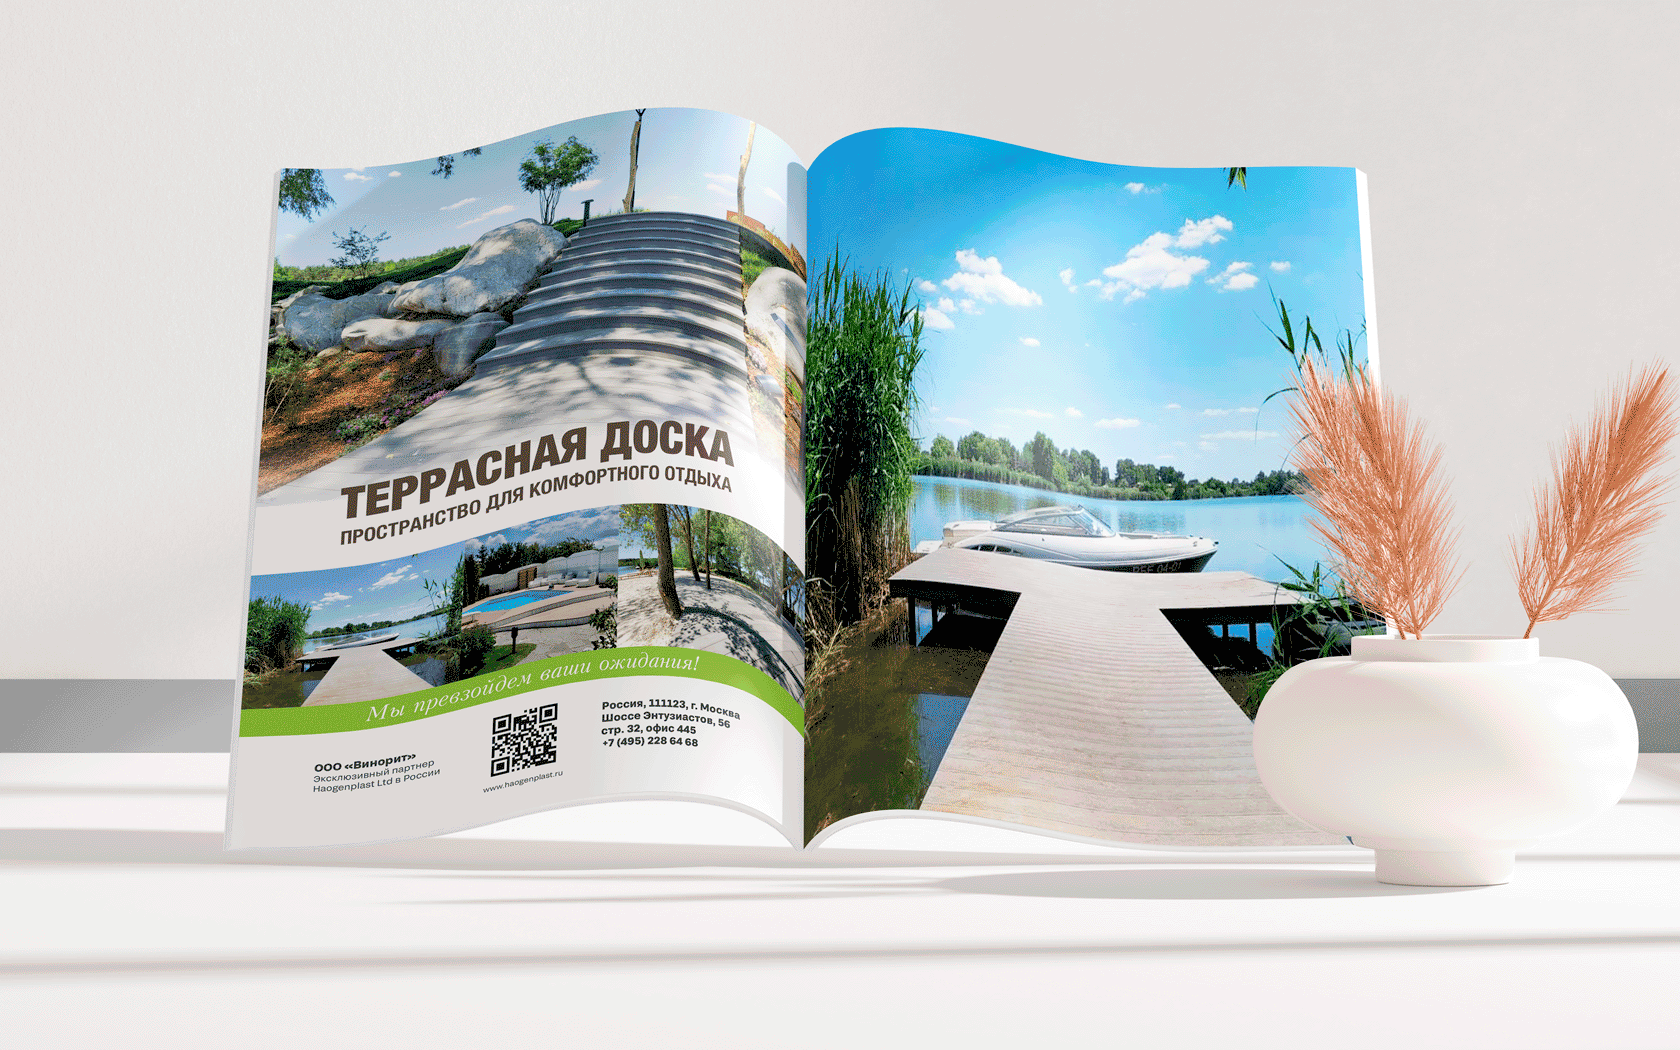 ТЕРРАСНАЯ ДОСКА
ПРОСТРАНСТВО ДЛЯ КОМФОРТНОГО ОТДЫХА
Мы превзойдем ваши ожидания!
ООО «Винорит»
Эксклюзивный партнер
Haogenplast Ltd в России
www.haogenplast.ru
Россия, 111123, г. Москва
Шоссе Энтузиастов, 56
стр. 32, офис 445
+7 (495) 228 64 68